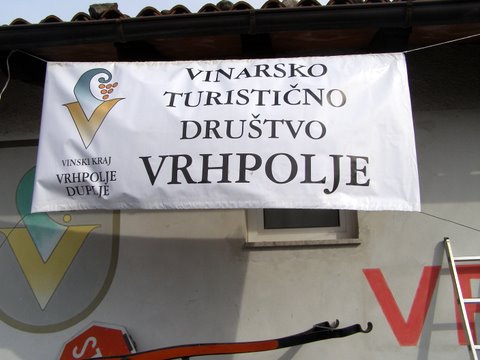 VINARSKO
TURISTIČNO
DRUŠTVO
VRHPOLJE
VINSKI KRAJ
VRHPOLJE
DUPLJE